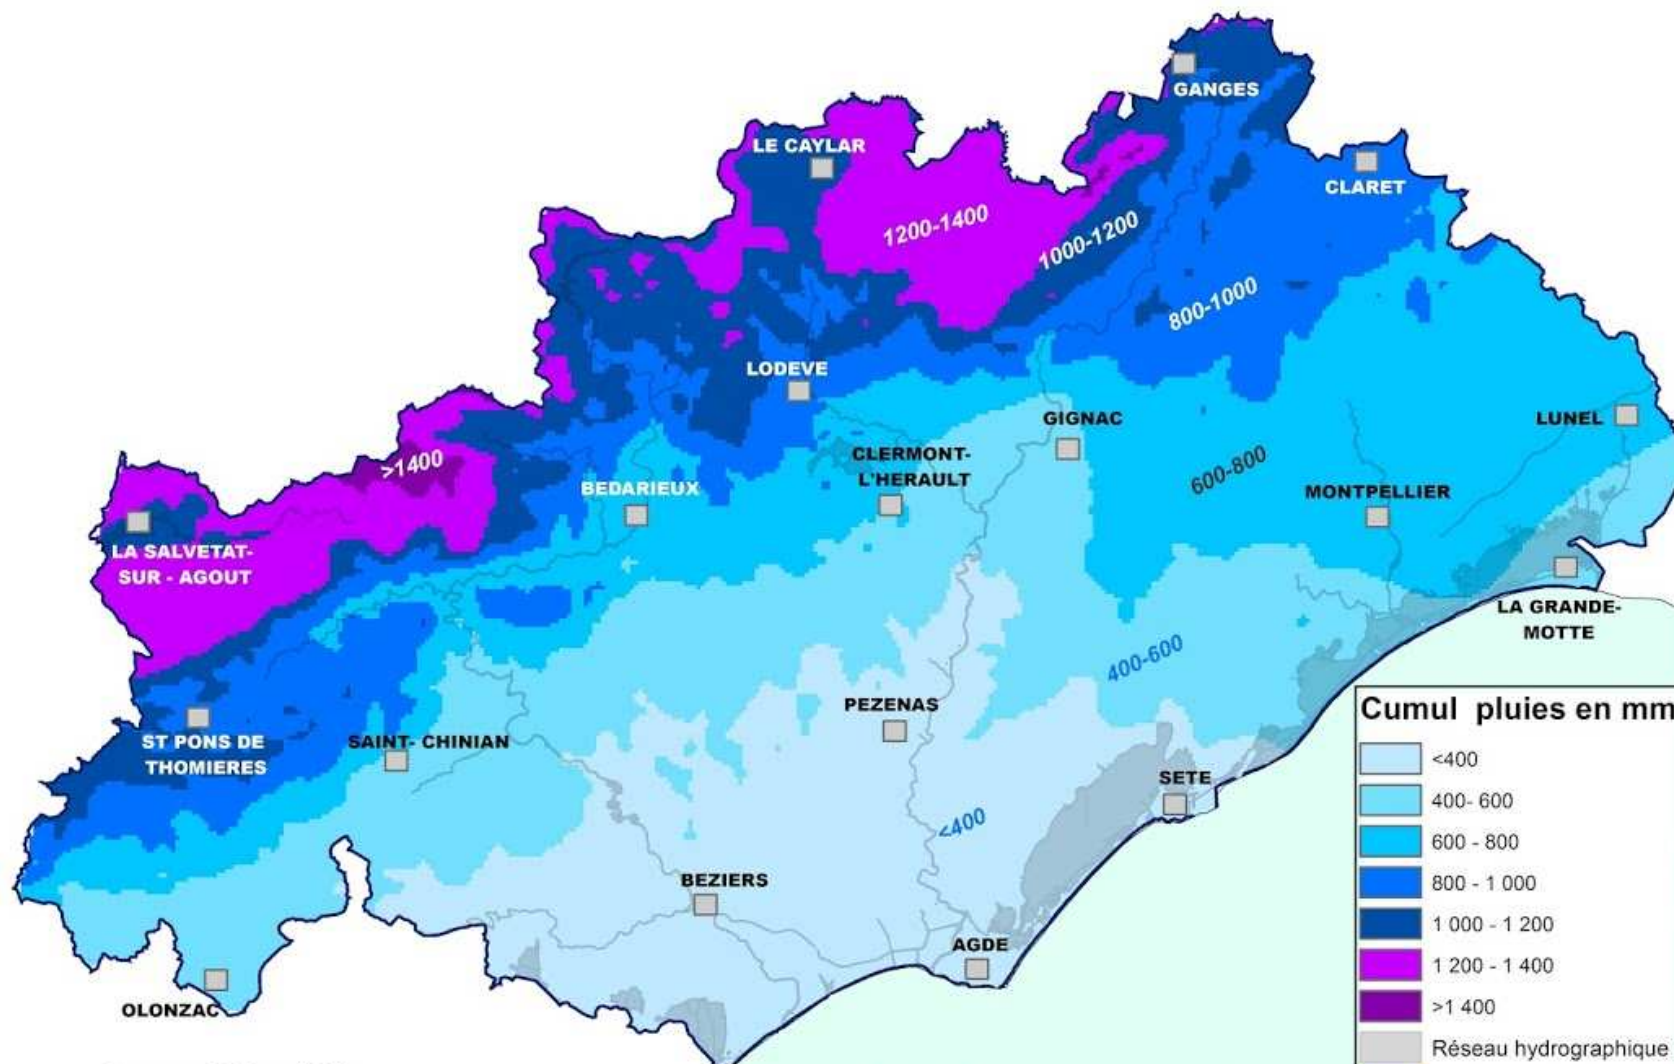 GANGES
LE CAYLAR
CLARET
1200-1400
1000-1200
800-1000
LODEVE
GIGNAC
LUNEL
CLERMONT-
L'HERAULT
>1400
600-800
BEDARIEUX
MONTPELLIER
LA SALVETAT-
SUR - AGOUT
LA GRANDE-
MOTTE
400-600
PEZENAS
ST PONS DE
THOMIERES
SAINT- CHINIAN
SETE
<400
BEZIERS
AGDE
OLONZAC
Cumul pluies en mm
<400
400- 600
600 - 800
800 - 1 000
1 000 - 1 200
1 200 - 1 400
>1 400
Réseau hydrographique